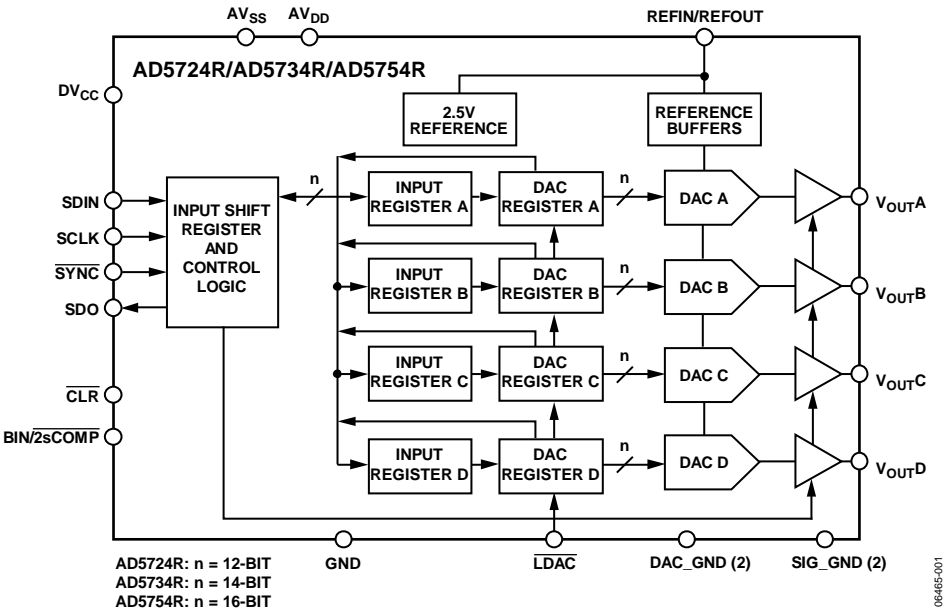 AVSS AVDD REFIN/REFOUT
AD5724R/AD5734R/AD5754R
DVCC
2.5V
REFERENCE
REFERENCE
BUFFERS
SDIN
SCLK
SYNC
SDO
CLR
BIN/2sCOMP
INPUT SHIFT
REGISTER
AND
CONTROL
LOGIC
n
INPUT
REGISTER A
DAC
REGISTER A
n
DAC A
VOUTA
INPUT
REGISTER B
DAC
REGISTER B
n
DAC B
VOUTB
INPUT
REGISTER C
DAC
REGISTER C
n
DAC C
VOUTC
INPUT
REGISTER D
DAC
REGISTER D
n
DAC D
VOUTD
GND LDAC DAC_GND (2) SIG_GND (2)
AD5724R: n = 12-BIT
AD5734R: n = 14-BIT
AD5754R: n = 16-BIT
06465-001